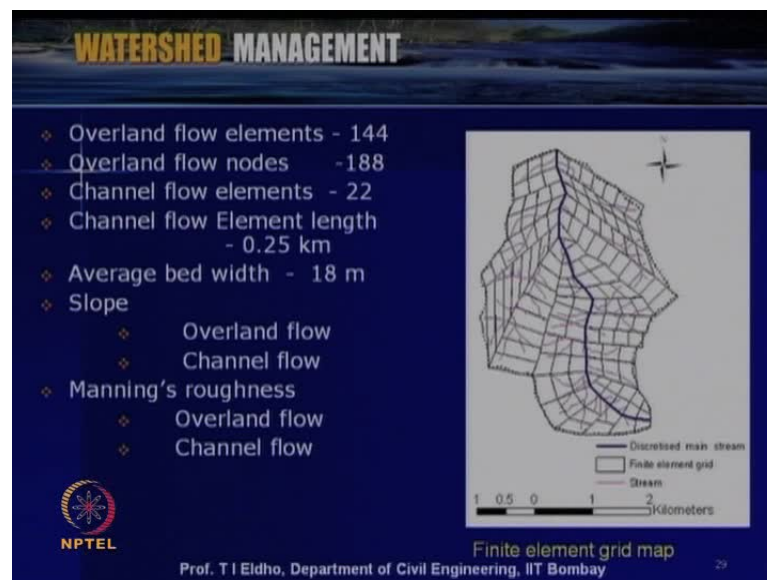 WATERSHED MANAGEMENT
Overland flow elements - 144
Overland flow nodes -188
Channel flow elements - 22
Channel flow Element length
- 0.25 km
Average bed width - 18 m
Slope
Overland flow
Channel flow
Manning's roughness
Overland flow
Channel flow
N
Discretised main stream
Finite element grid
Stream
1 0.5 0 1 2
Kilometers
Finite element grid map
NPTEL
Prof. T I Eldho, Department of Civil Engineering, IIT Bombay
29